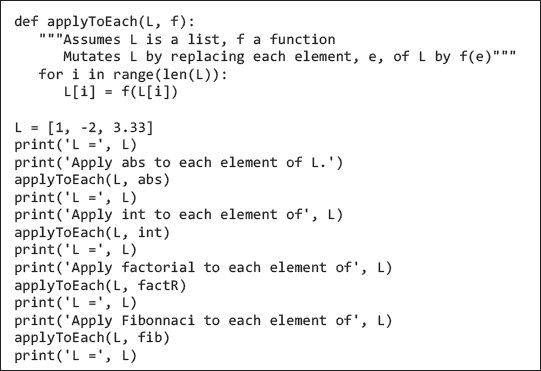 def applyToEach(L, f):
   """Assumes L is a list, f a function
      Mutates L by replacing each element, e, of L by f(e)"""
   for i in range(len(L)):
      L[i] = f(L[i])

L = [1, -2, 3.33]
print('L =', L)
print('Apply abs to each element of L.')
applyToEach(L, abs)
print('L =', L)
print('Apply int to each element of', L)
applyToEach(L, int)
print('L =', L)
print('Apply factorial to each element of', L)
applyToEach(L, factR)
print('L =', L)
print('Apply Fibonnaci to each element of', L)
applyToEach(L, fib)
print('L =', L)